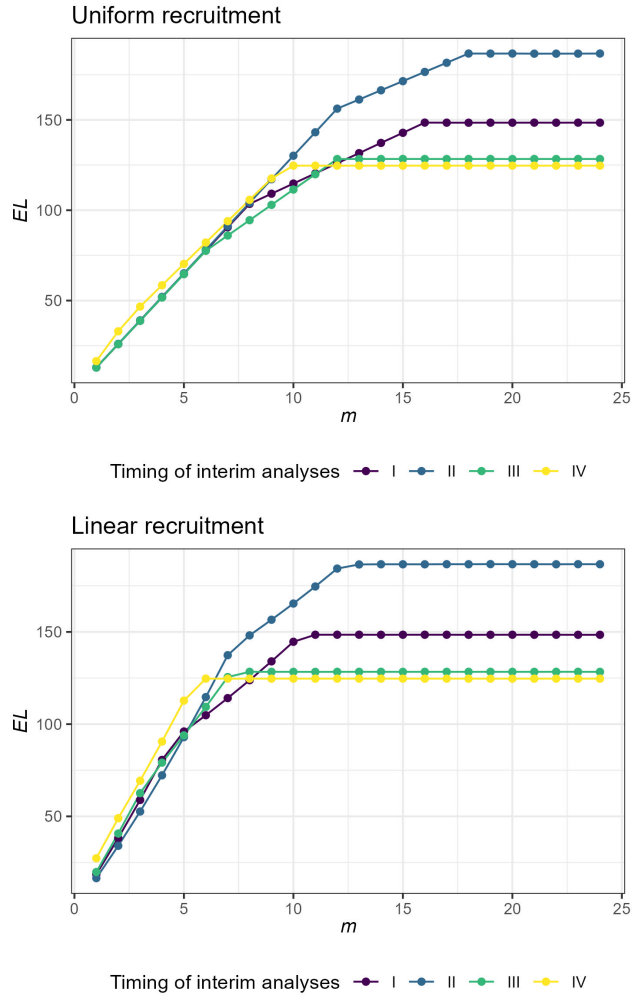 Uniform recruitment
150
100
50
EL
0 5 10 15 20 25
m
Timing of interim analyses I II III IV
Linear recruitment
150
100
50
EL
0 5 10 15 20 25
m
Timing of interim analyses I II III IV